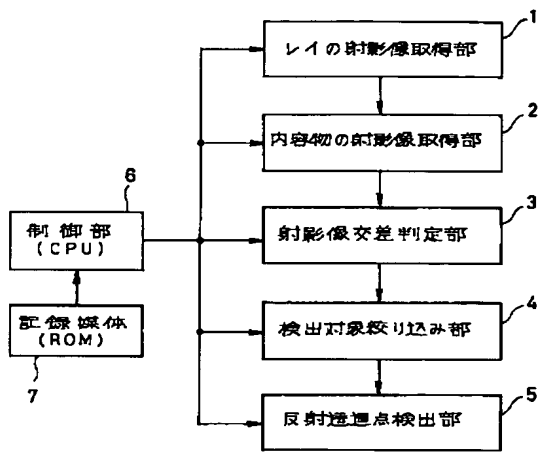 1
レイの射影像取得部
2
内容物の射影像取得部
6
制御部
(CPU)
3
射影像交差判定部
記録媒体
(ROM)
7
4
検出対象絞り込み部
5
反射透過点検出部